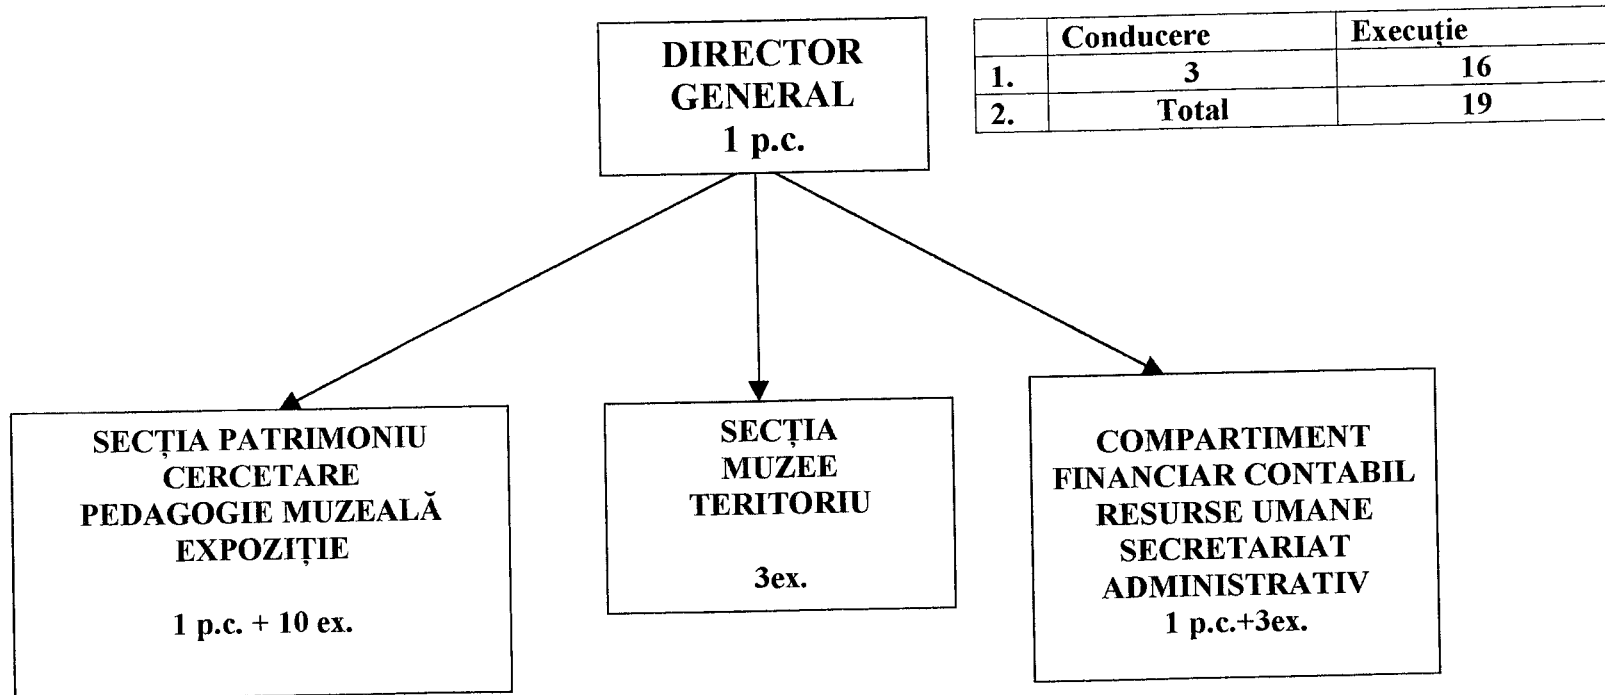 DIRECTOR
GENERAL
1 p.c.
Conducere Execuție
1. 3 16
2. Total 19
SECȚIA PATRIMONIU
CERCETARE
PEDAGOGIE MUZEALĂ
EXPOZIȚIE
1 p.c. + 10 ex.
SECȚIA
MUZEE
TERITORIU
3ex.
COMPARTIMENT
FINANCIAR CONTABIL
RESURSE UMANE
SECRETARIAT
ADMINISTRATIV
1 p.c.+3ex.